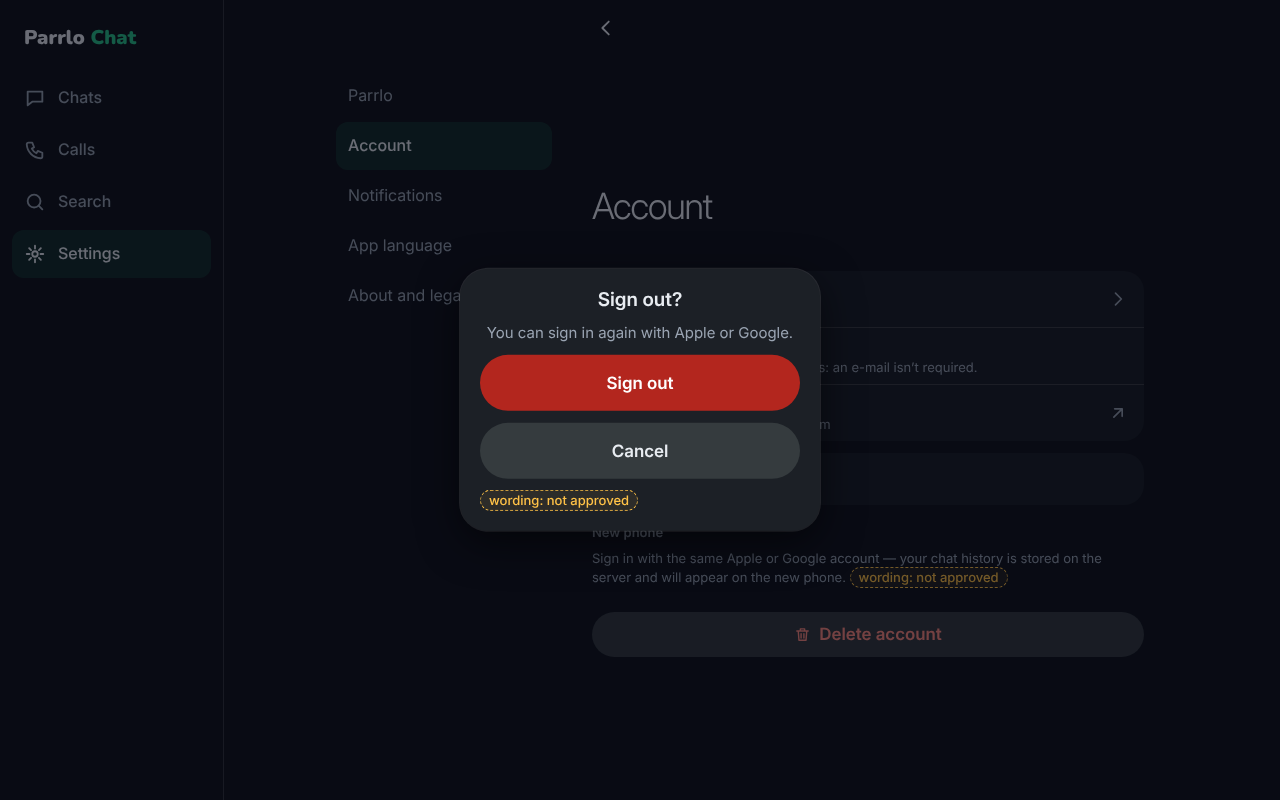 Parrlo Chat
Chats
Calls
Search
Settings
Parrlo
Account
Notifications
App language
About and lega
Account
s: an e-mail isn't required.
m
Sign out?
You can sign in again with Apple or Google.
Sign out
Cancel
wording: not approved
New phone
Sign in with the same Apple or Google account — your chat history is stored on the
server and will appear on the new phone. wording: not approved
Delete account